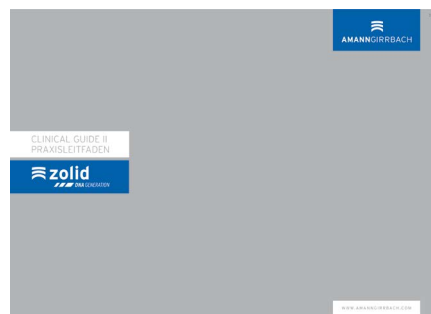 AMANNGIRRBACH
CLINICAL GUIDE II
PRAXISLEITFADEN
zolid
DNA GENERATION
WWW.AMANNGIRRBACH.COM